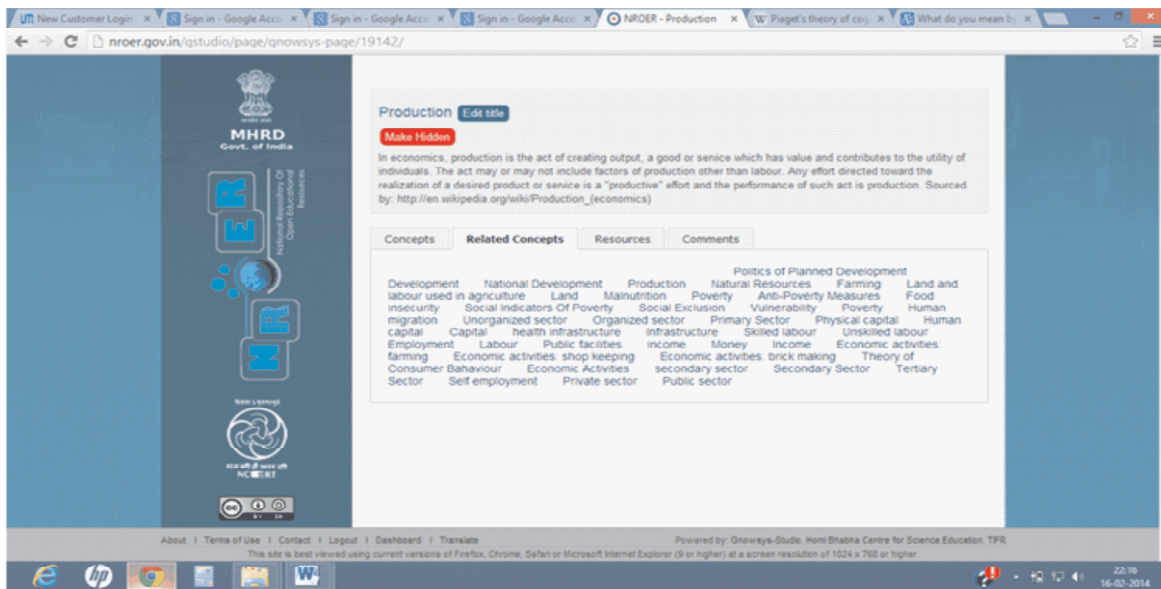 New Customer Login
Sign in - Google Acco
Sign in - Google Acco
Sign in - Google Acco
NROER - Production
Piaget's theory of cog
What do you mean by
nroer.gov.in/gstudio/page/gnowsys-page/19142/
MHRD
Govt. of India
National Repository Of
Open Educational
Resources
N R O E R
NCERT
Production Edit title
Make Hidden
In economics, production is the act of creating output, a good or service which has value and contributes to the utility of
individuals. The act may or may not include factors of production other than labour. Any effort directed toward the
realization of a desired product or service is a "productive" effort and the performance of such act is production. Sourced
by: http://en.wikipedia.org/wiki/Production_(economics)
Concepts Related Concepts Resources Comments
Politics of Planned Development
Development National Development Production Natural Resources Farming Land and
labour used in agriculture Land Malnutrition Poverty Anti-Poverty Measures Food
insecurity Social Indicators Of Poverty Social Exclusion Vulnerability Poverty Human
migration Unorganized sector Organized sector Primary Sector Physical capital Human
capital Capital health infrastructure Infrastructure Skilled labour Unskilled labour
Employment Labour Public facilities income Money Income Economic activities:
farming Economic activities: shop keeping Economic activities: brick making Theory of
Consumer Bahaviour Economic Activities secondary sector Secondary Sector Tertiary
Sector Self employment Private sector Public sector
About I Terms of Use I Contact I Logout I Dashboard I Translate
Powered by: Gnowsys-Studio, Homi Bhabha Centre for Science Education, TIFR
This site is best viewed using current versions of Firefox, Chrome, Safari or Microsoft Internet Explorer (9 or higher) at a screen resolution of 1024 x 768 or higher.
22:16
16-02-2014